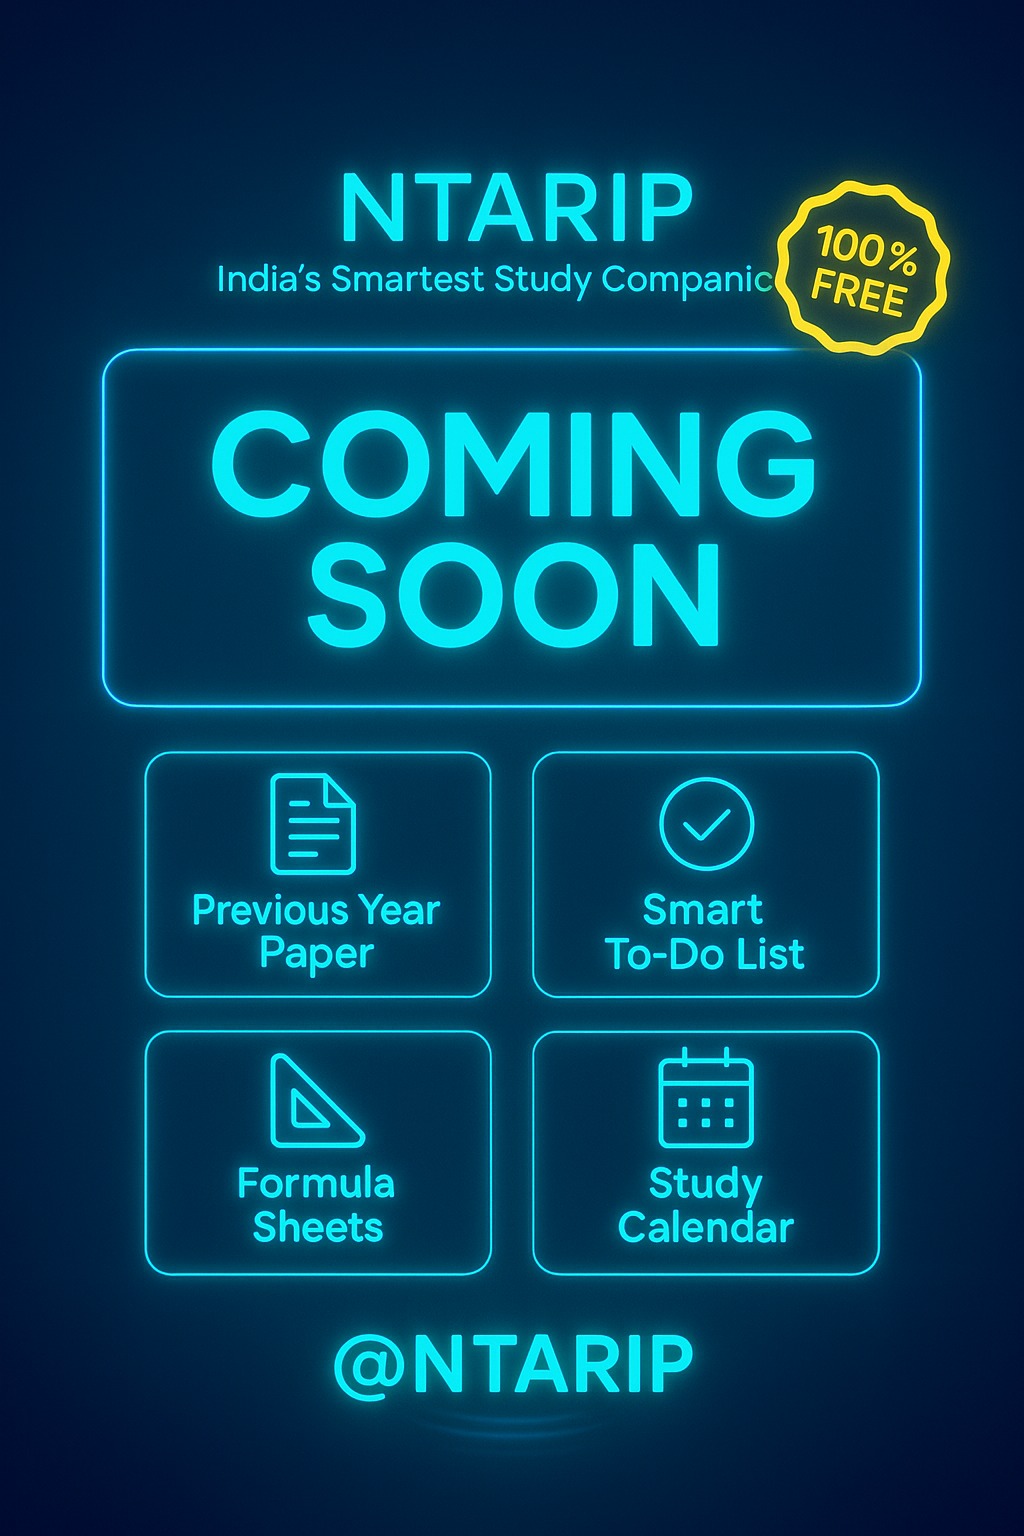 NTARIP
India's Smartest Study Companic
100%
FREE
COMING
SOON
Previous Year
Paper
Smart
To-Do List
Formula
Sheets
Study
Calendar
@NTARIP